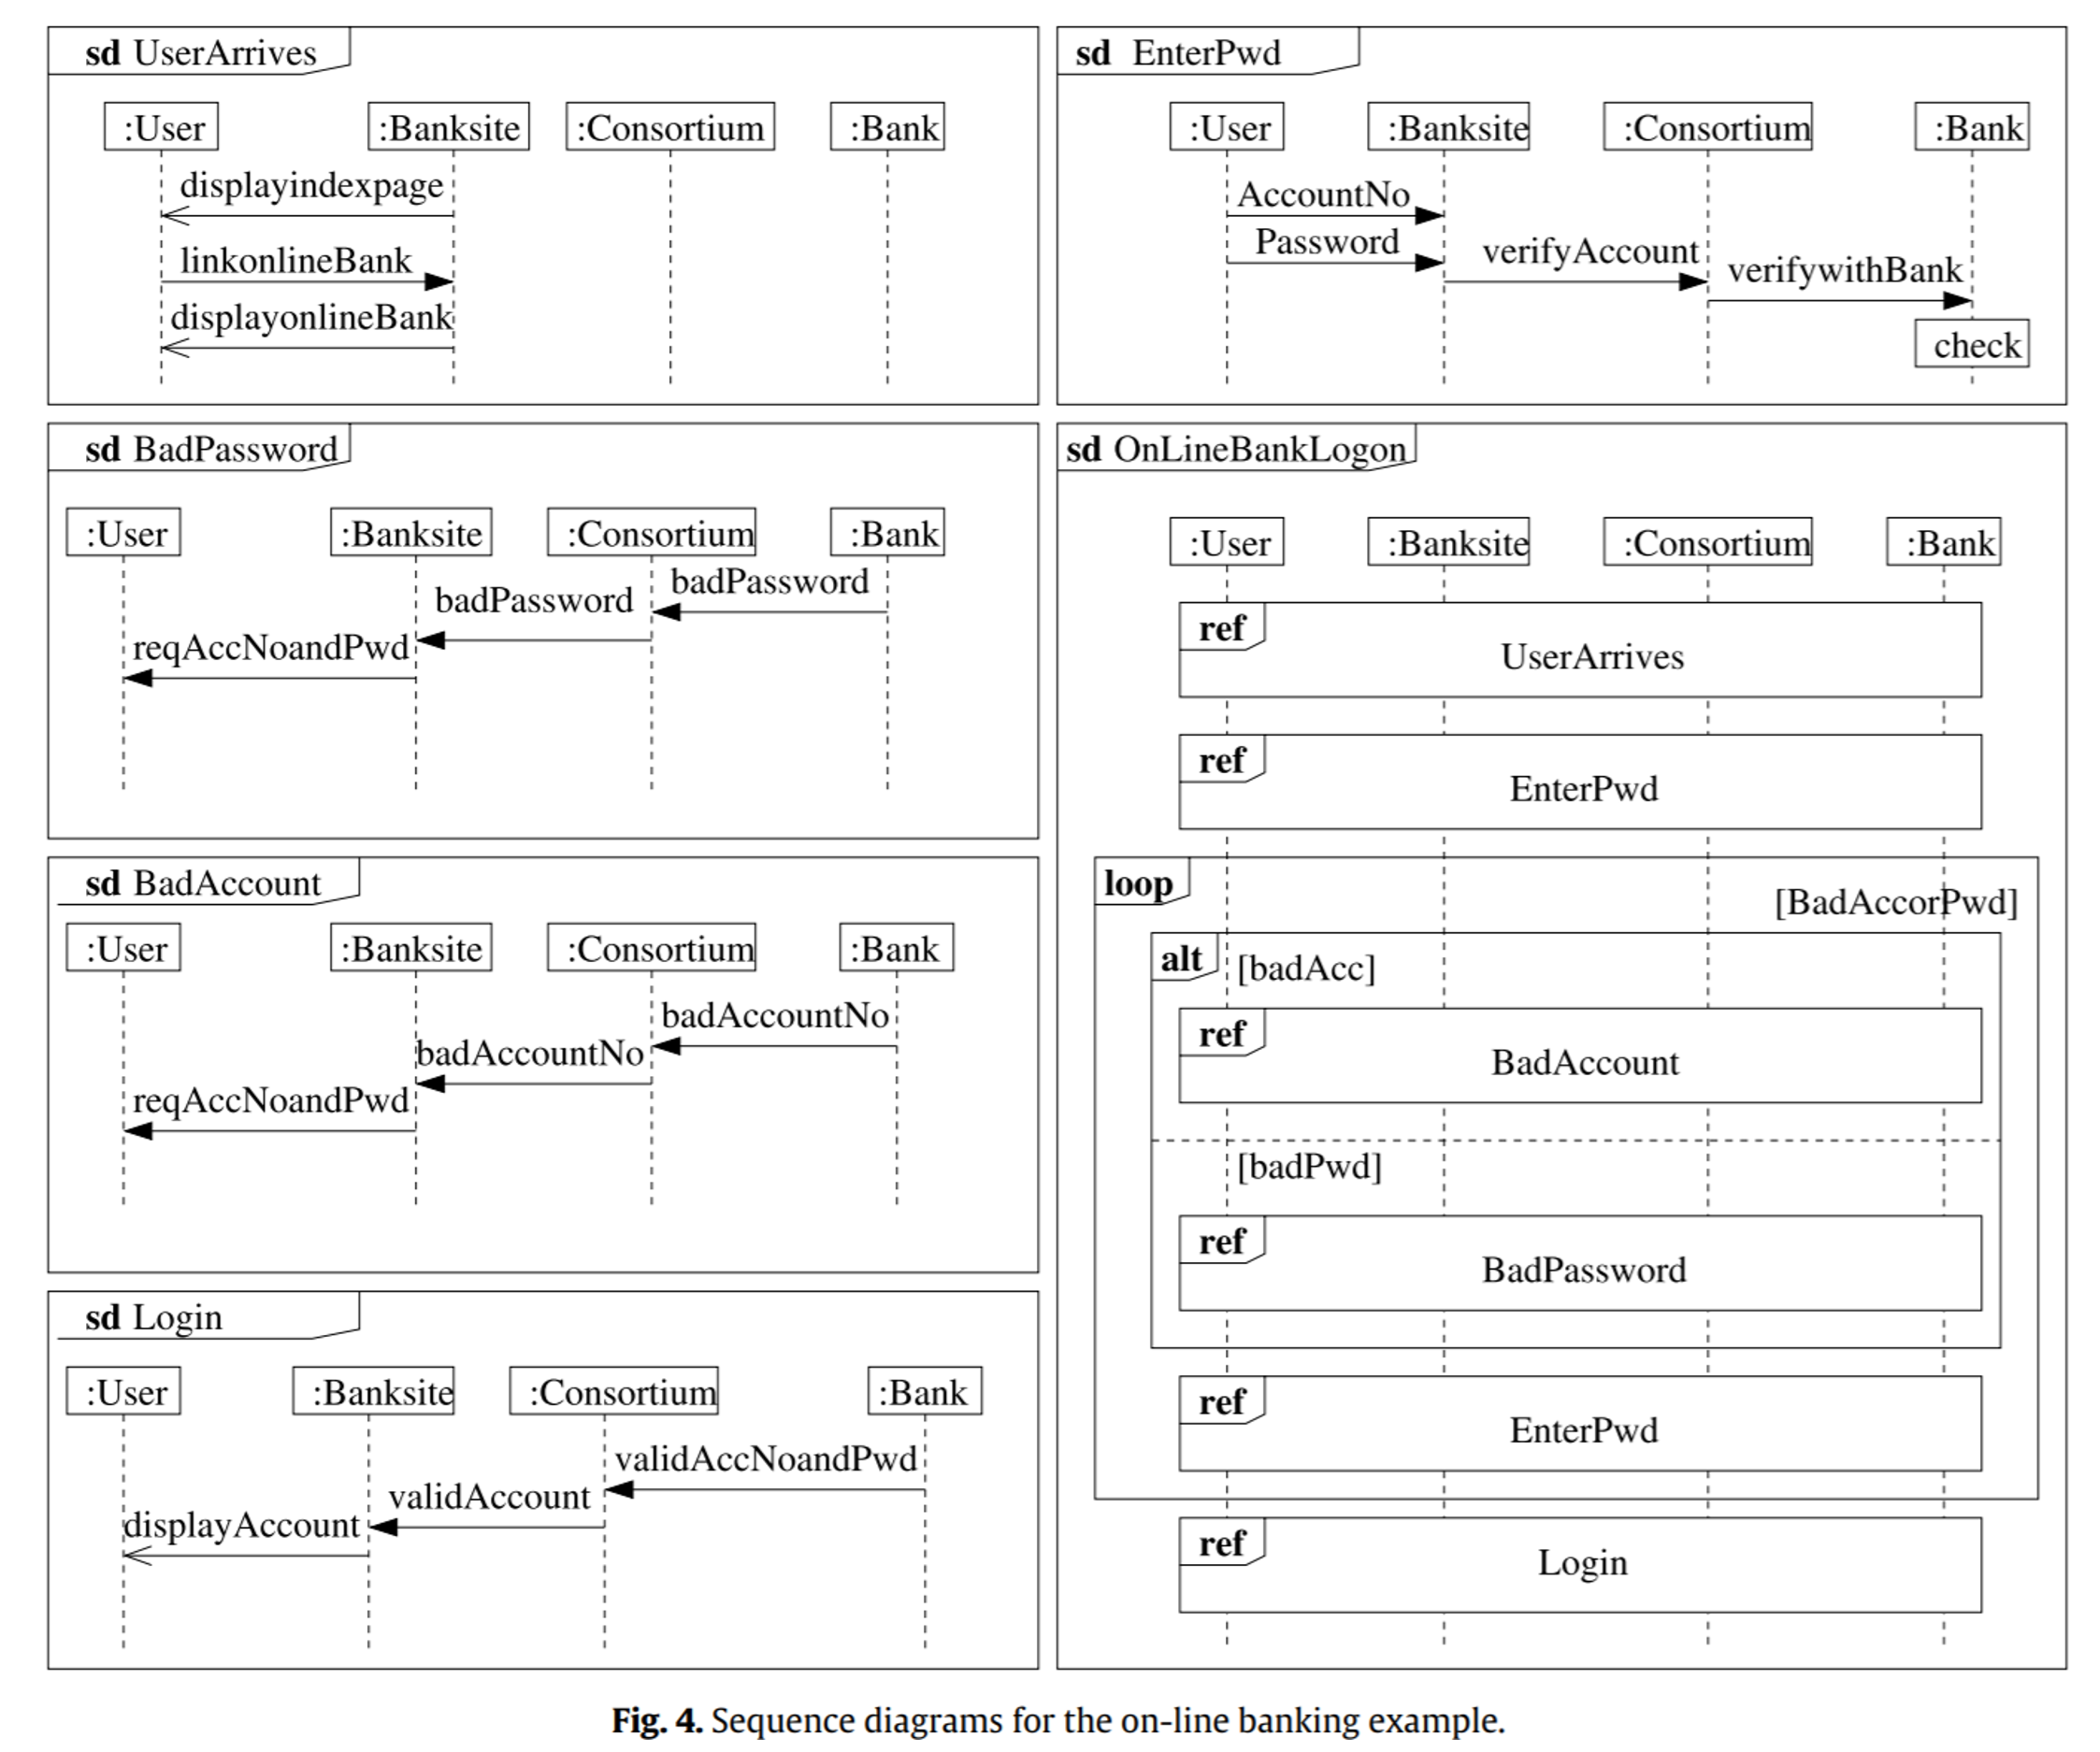 sd UserArrives
:User :Banksite :Consortium :Bank
displayindexpage
linkonlineBank
displayonlineBank
sd EnterPwd
:User :Banksite :Consortium :Bank
AccountNo
Password
verifyAccount
verifywithBank
check
sd BadPassword
:User :Banksite :Consortium :Bank
badPassword
badPassword
reqAccNoandPwd
sd BadAccount
:User :Banksite :Consortium :Bank
badAccountNo
badAccountNo
reqAccNoandPwd
sd Login
:User :Banksite :Consortium :Bank
validAccNoandPwd
validAccount
displayAccount
sd OnLineBankLogon
:User :Banksite :Consortium :Bank
ref
UserArrives
ref
EnterPwd
loop
[BadAccorPwd]
alt [badAcc]
ref
BadAccount
[badPwd]
ref
BadPassword
ref
EnterPwd
ref
Login
Fig. 4. Sequence diagrams for the on-line banking example.